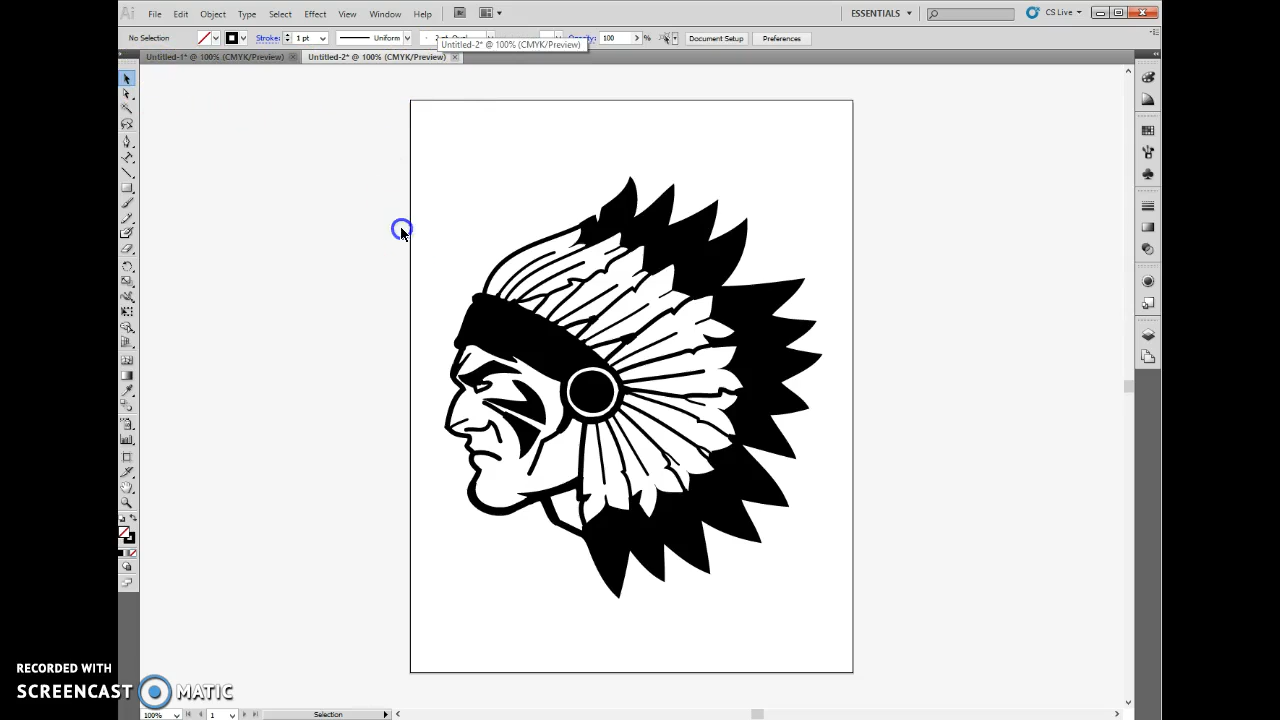 Ai File Edit Object Type Select Effect View Window Help ESSENTIALS CS Live
No Selection Stroke: 1 pt Uniform Opacity: 100 % Document Setup Preferences
Untitled-2* @ 100% (CMYK/Preview)
Untitled-1* @ 100% (CMYK/Preview) Untitled-2* @ 100% (CMYK/Preview)
RECORDED WITH
SCREENCAST MATIC
100% 1 Selection